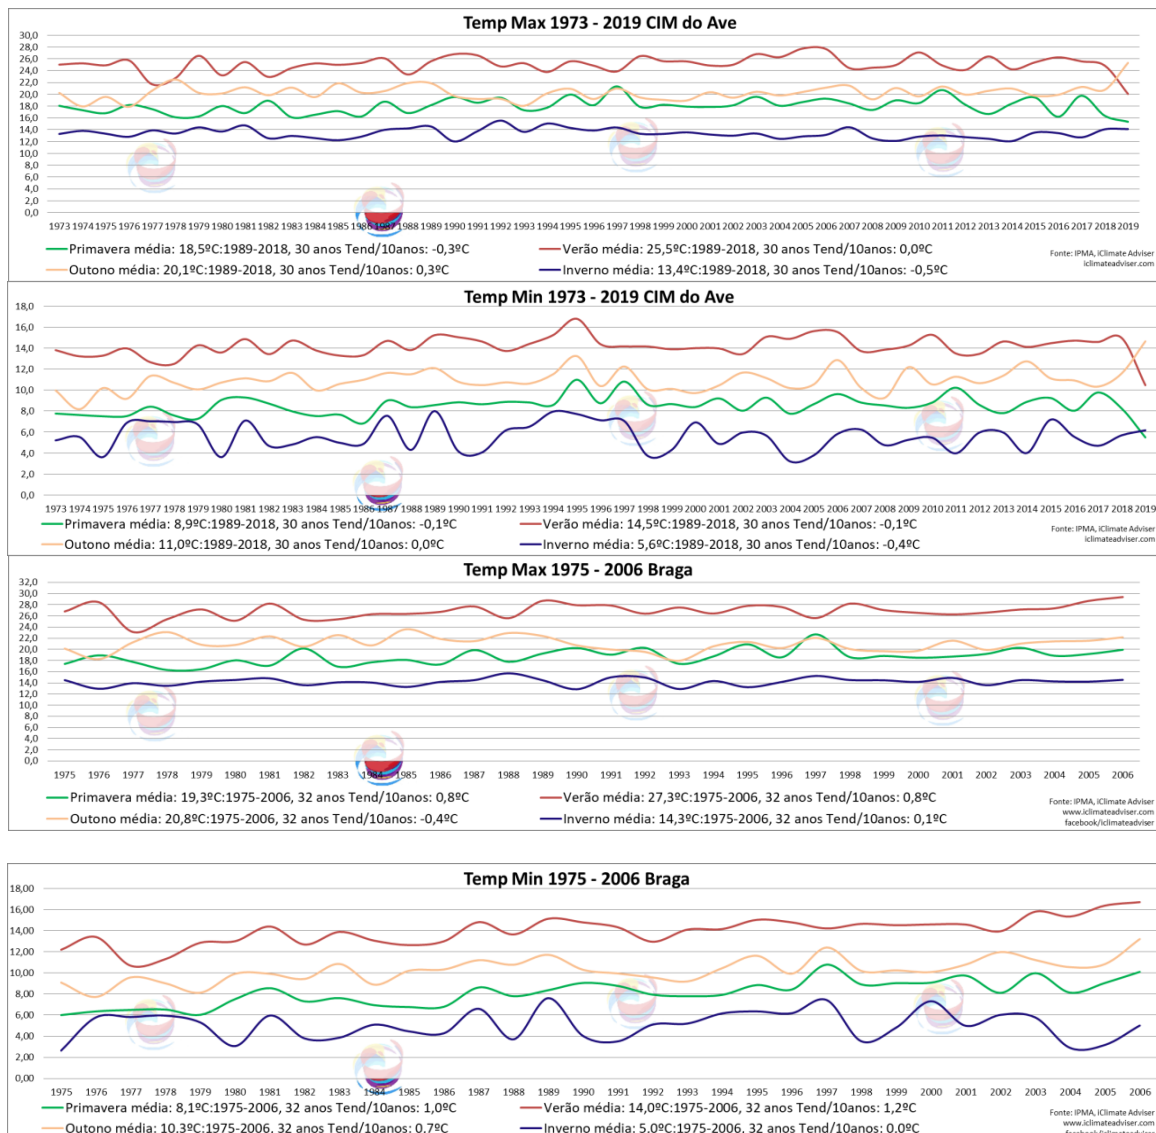 Temp Max 1973 - 2019 CIM do Ave
30,0
28,0
26,0
24,0
22,0
20,0
18,0
16,0
14,0
12,0
10,0
8,0
6,0
4,0
2,0
0,0
1973 1974 1975 1976 1977 1978 1979 1980 1981 1982 1983 1984 1985 1986 1987 1988 1989 1990 1991 1992 1993 1994 1995 1996 1997 1998 1999 2000 2001 2002 2003 2004 2005 2006 2007 2008 2009 2010 2011 2012 2013 2014 2015 2016 2017 2018 2019
Primavera média: 18,5ºC:1989-2018, 30 anos Tend/10anos: -0,3ºC
Verão média: 25,5ºC:1989-2018, 30 anos Tend/10anos: 0,0ºC
Outono média: 20,1ºC:1989-2018, 30 anos Tend/10anos: 0,3ºC
Inverno média: 13,4ºC:1989-2018, 30 anos Tend/10anos: -0,5ºC
Fonte: IPMA, iClimate Adviser
iclimateadviser.com
Temp Min 1973 - 2019 CIM do Ave
18,0
16,0
14,0
12,0
10,0
8,0
6,0
4,0
2,0
0,0
1973 1974 1975 1976 1977 1978 1979 1980 1981 1982 1983 1984 1985 1986 1987 1988 1989 1990 1991 1992 1993 1994 1995 1996 1997 1998 1999 2000 2001 2002 2003 2004 2005 2006 2007 2008 2009 2010 2011 2012 2013 2014 2015 2016 2017 2018 2019
Primavera média: 8,9ºC:1989-2018, 30 anos Tend/10anos: -0,1ºC
Verão média: 14,5ºC:1989-2018, 30 anos Tend/10anos: -0,1ºC
Outono média: 11,0ºC:1989-2018, 30 anos Tend/10anos: 0,0ºC
Inverno média: 5,6ºC:1989-2018, 30 anos Tend/10anos: -0,4ºC
Fonte: IPMA, iClimate Adviser
iclimateadviser.com
Temp Max 1975 - 2006 Braga
32,0
30,0
28,0
26,0
24,0
22,0
20,0
18,0
16,0
14,0
12,0
10,0
8,0
6,0
4,0
2,0
0,0
1975 1976 1977 1978 1979 1980 1981 1982 1983 1984 1985 1986 1987 1988 1989 1990 1991 1992 1993 1994 1995 1996 1997 1998 1999 2000 2001 2002 2003 2004 2005 2006
Primavera média: 19,3ºC:1975-2006, 32 anos Tend/10anos: 0,8ºC
Verão média: 27,3ºC:1975-2006, 32 anos Tend/10anos: 0,8ºC
Outono média: 20,8ºC:1975-2006, 32 anos Tend/10anos: -0,4ºC
Inverno média: 14,3ºC:1975-2006, 32 anos Tend/10anos: 0,1ºC
Fonte: IPMA, iClimate Adviser
www.iclimateadviser.com
facebook/iclimateadviser
Temp Min 1975 - 2006 Braga
18,00
16,00
14,00
12,00
10,00
8,00
6,00
4,00
2,00
0,00
1975 1976 1977 1978 1979 1980 1981 1982 1983 1984 1985 1986 1987 1988 1989 1990 1991 1992 1993 1994 1995 1996 1997 1998 1999 2000 2001 2002 2003 2004 2005 2006
Primavera média: 8,1ºC:1975-2006, 32 anos Tend/10anos: 1,0ºC
Verão média: 14,0ºC:1975-2006, 32 anos Tend/10anos: 1,2ºC
Outono média: 10,3ºC:1975-2006, 32 anos Tend/10anos: 0,7ºC
Inverno média: 5,0ºC:1975-2006, 32 anos Tend/10anos: 0,0ºC
Fonte: IPMA, iClimate Adviser
www.iclimateadviser.com
facebook/iclimateadviser